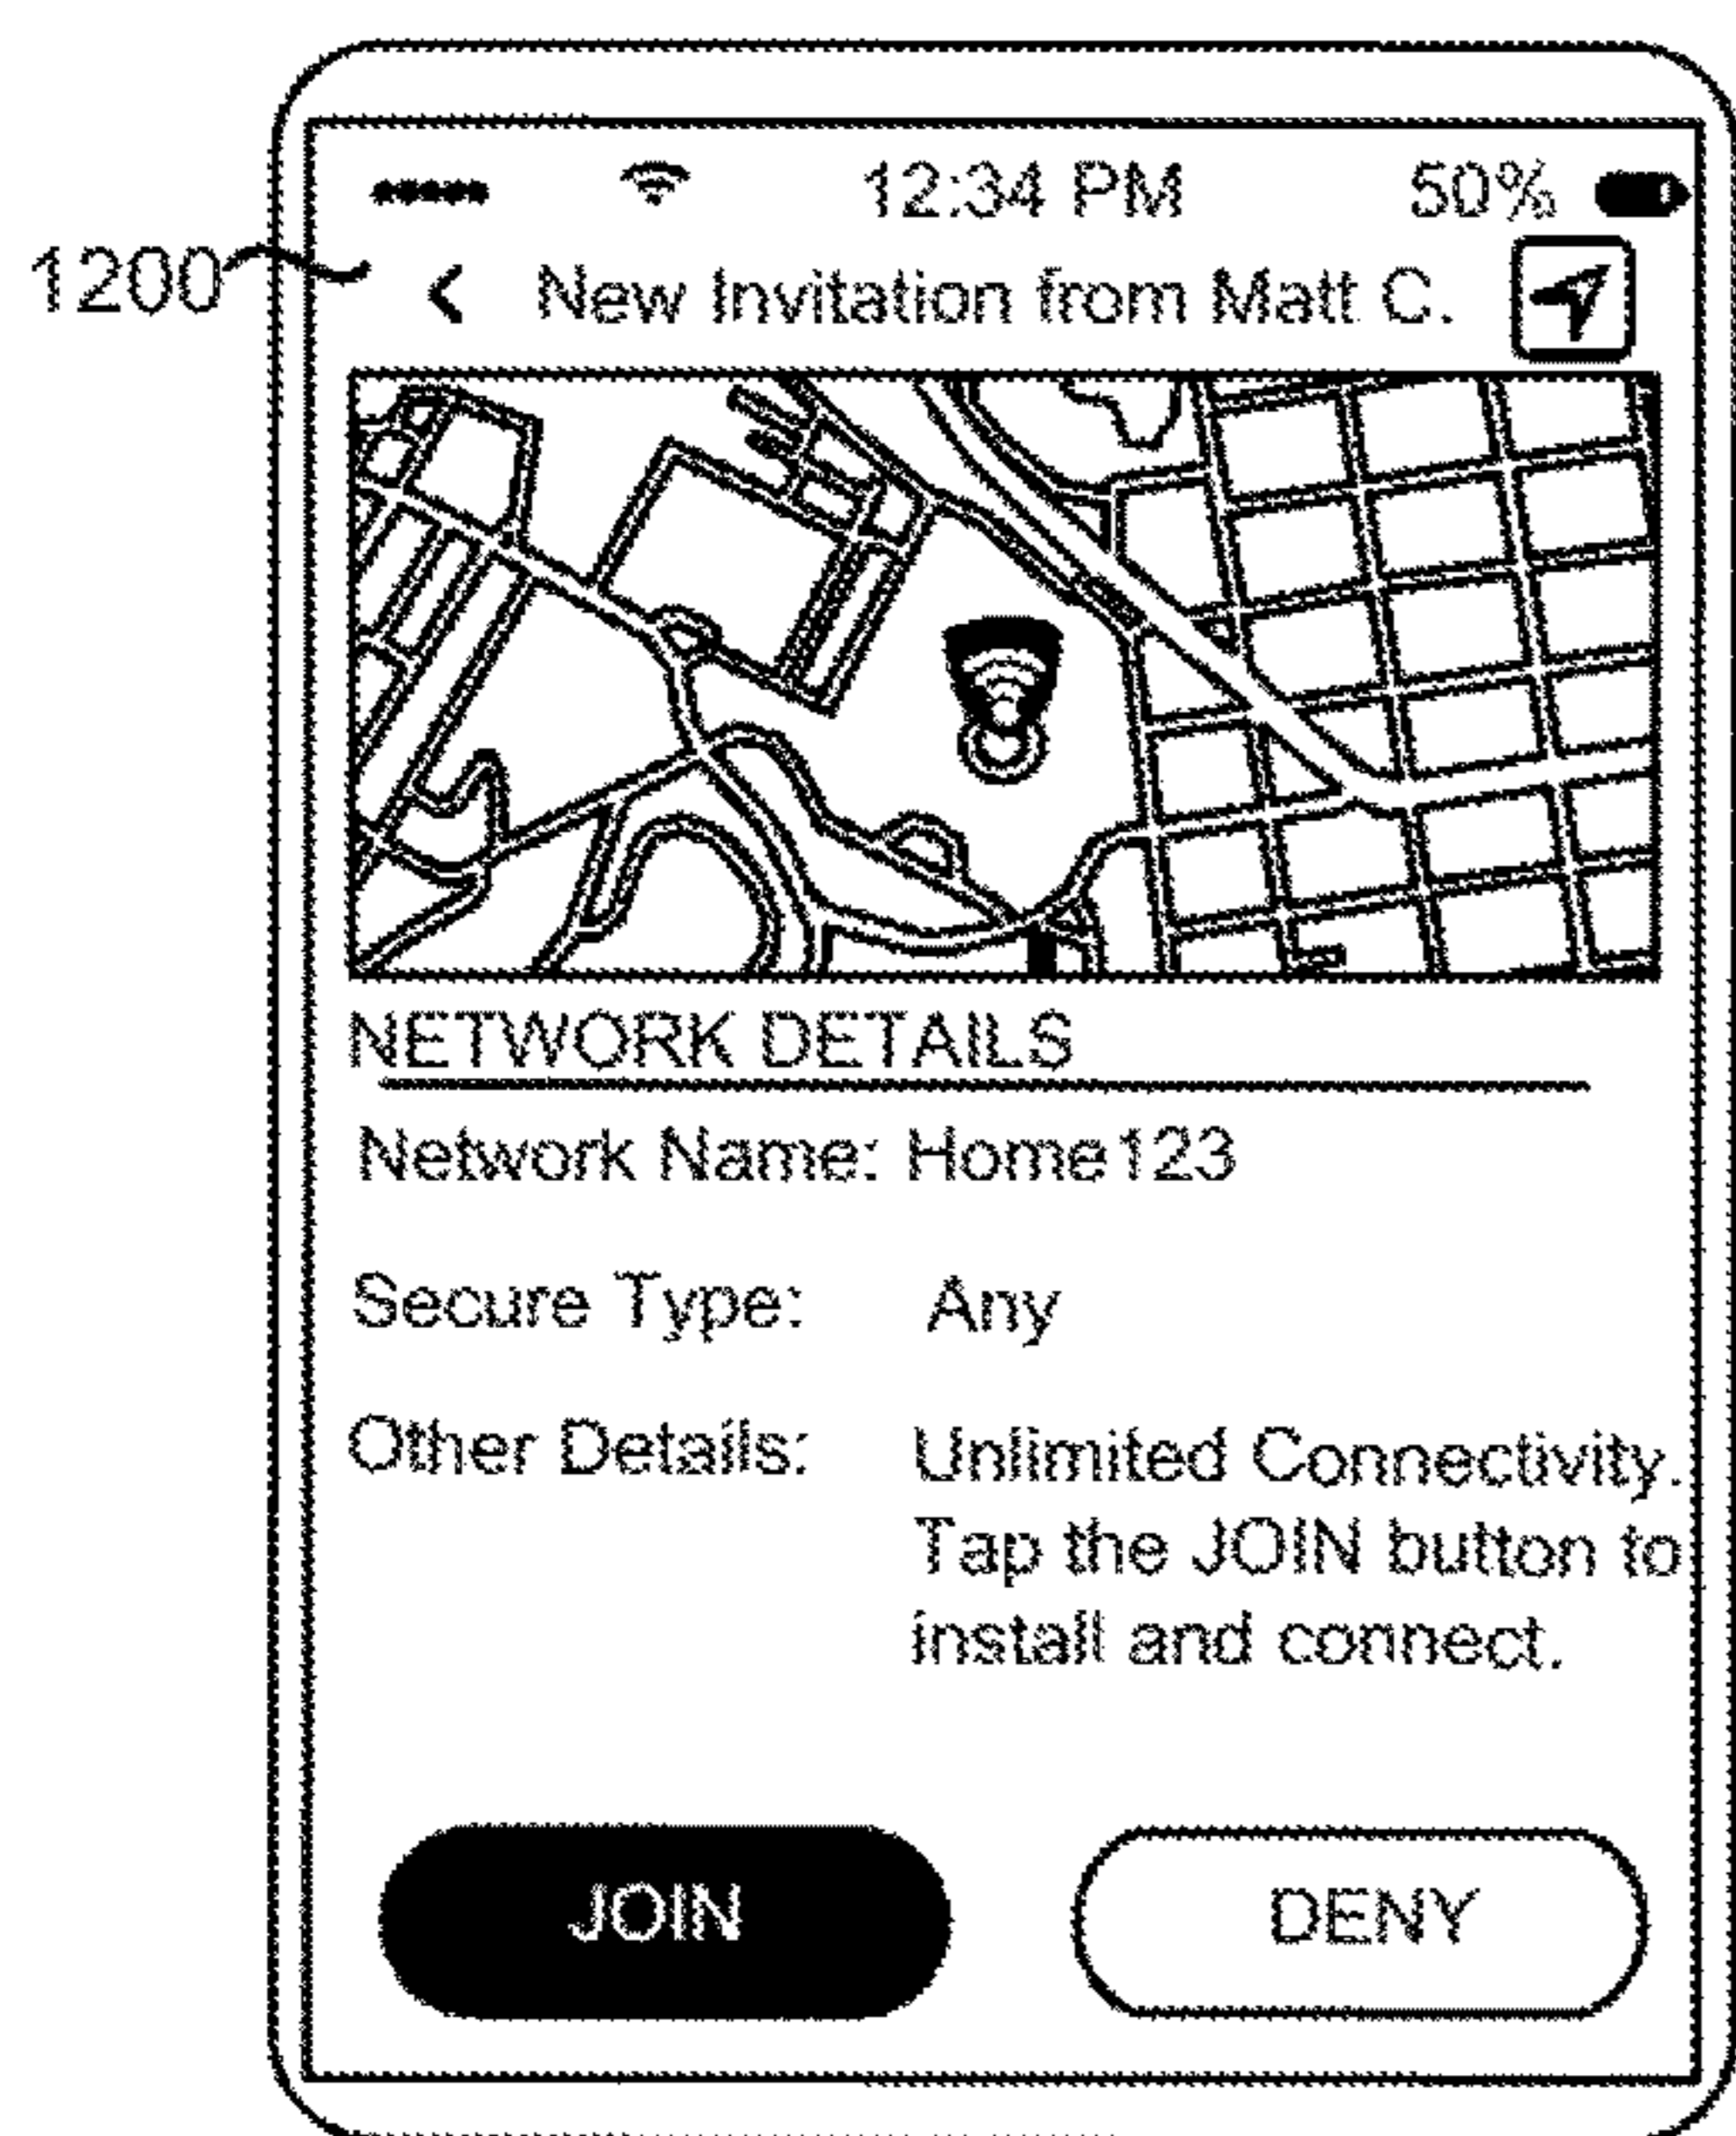 12:34 PM 50%
1200
< New Invitation from Matt C.
NETWORK DETAILS
Network Name: Home123
Secure Type: Any
Other Details: Unlimited Connectivity.
Tap the JOIN button to
install and connect.
JOIN DENY